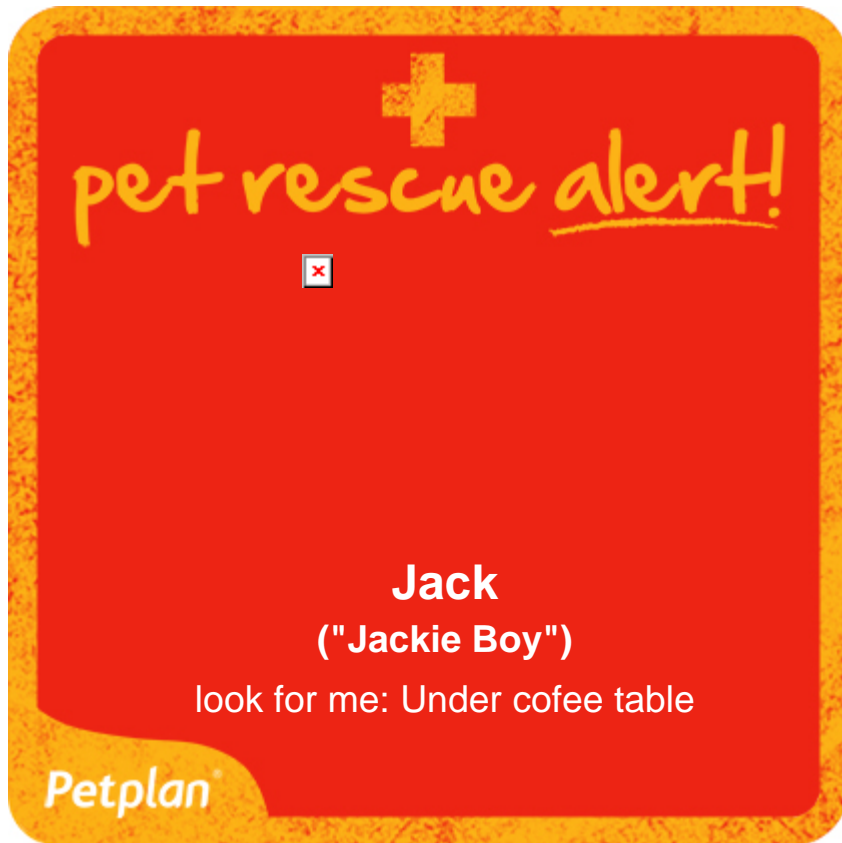 pet rescue alert!
Jack
("Jackie Boy")
look for me: Under cofee table
Petplan®